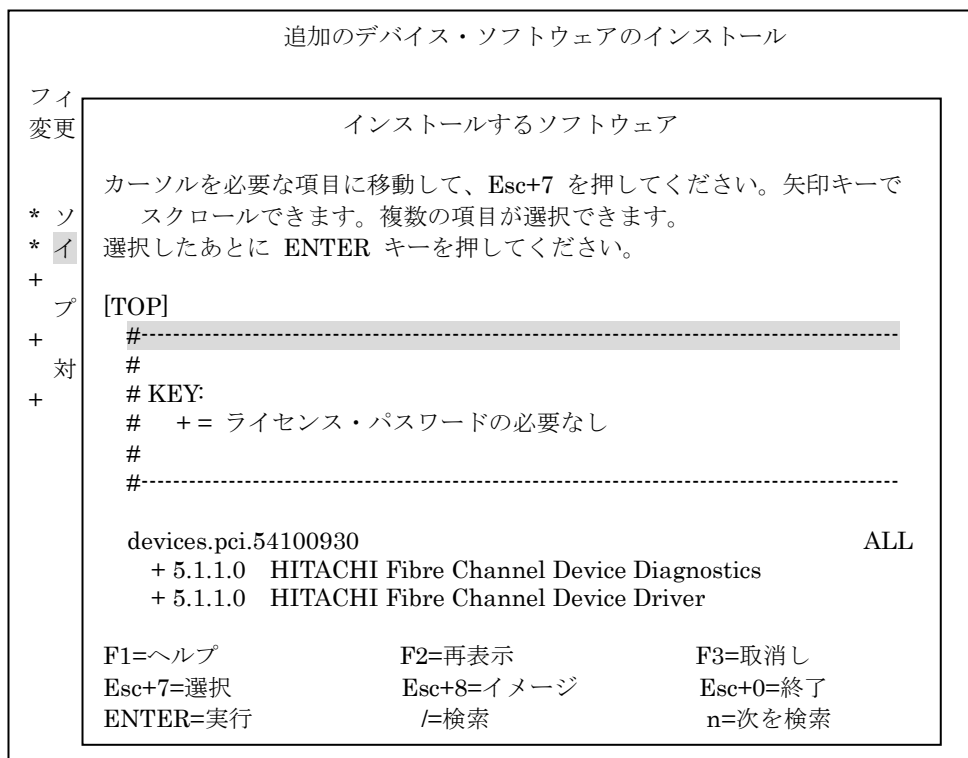 追加のデバイス・ソフトウェアのインストール
フィ
変更
* ソ
* イ
+
プ
+
対
+
インストールするソフトウェア
カーソルを必要な項目に移動して、Esc+7 を押してください。矢印キーで
スクロールできます。複数の項目が選択できます。
選択したあとに ENTER キーを押してください。
[TOP]
#-----------------------------------------------------------------------------------------------
#
# KEY:
# + = ライセンス・パスワードの必要なし
#
#-----------------------------------------------------------------------------------------------
devices.pci.54100930 ALL
+ 5.1.1.0 HITACHI Fibre Channel Device Diagnostics
+ 5.1.1.0 HITACHI Fibre Channel Device Driver
F1=ヘルプ F2=再表示 F3=取消し
Esc+7=選択 Esc+8=イメージ Esc+0=終了
ENTER=実行 /=検索 n=次を検索